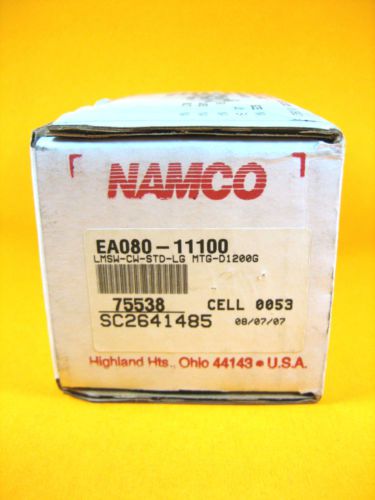 NAMCO
EA080-11100
LMSW-CW-STD-LG MTG-D1200G
75538 CELL 0053
SC2641485 08/07/07
Highland Hts., Ohio 44143 • U.S.A.